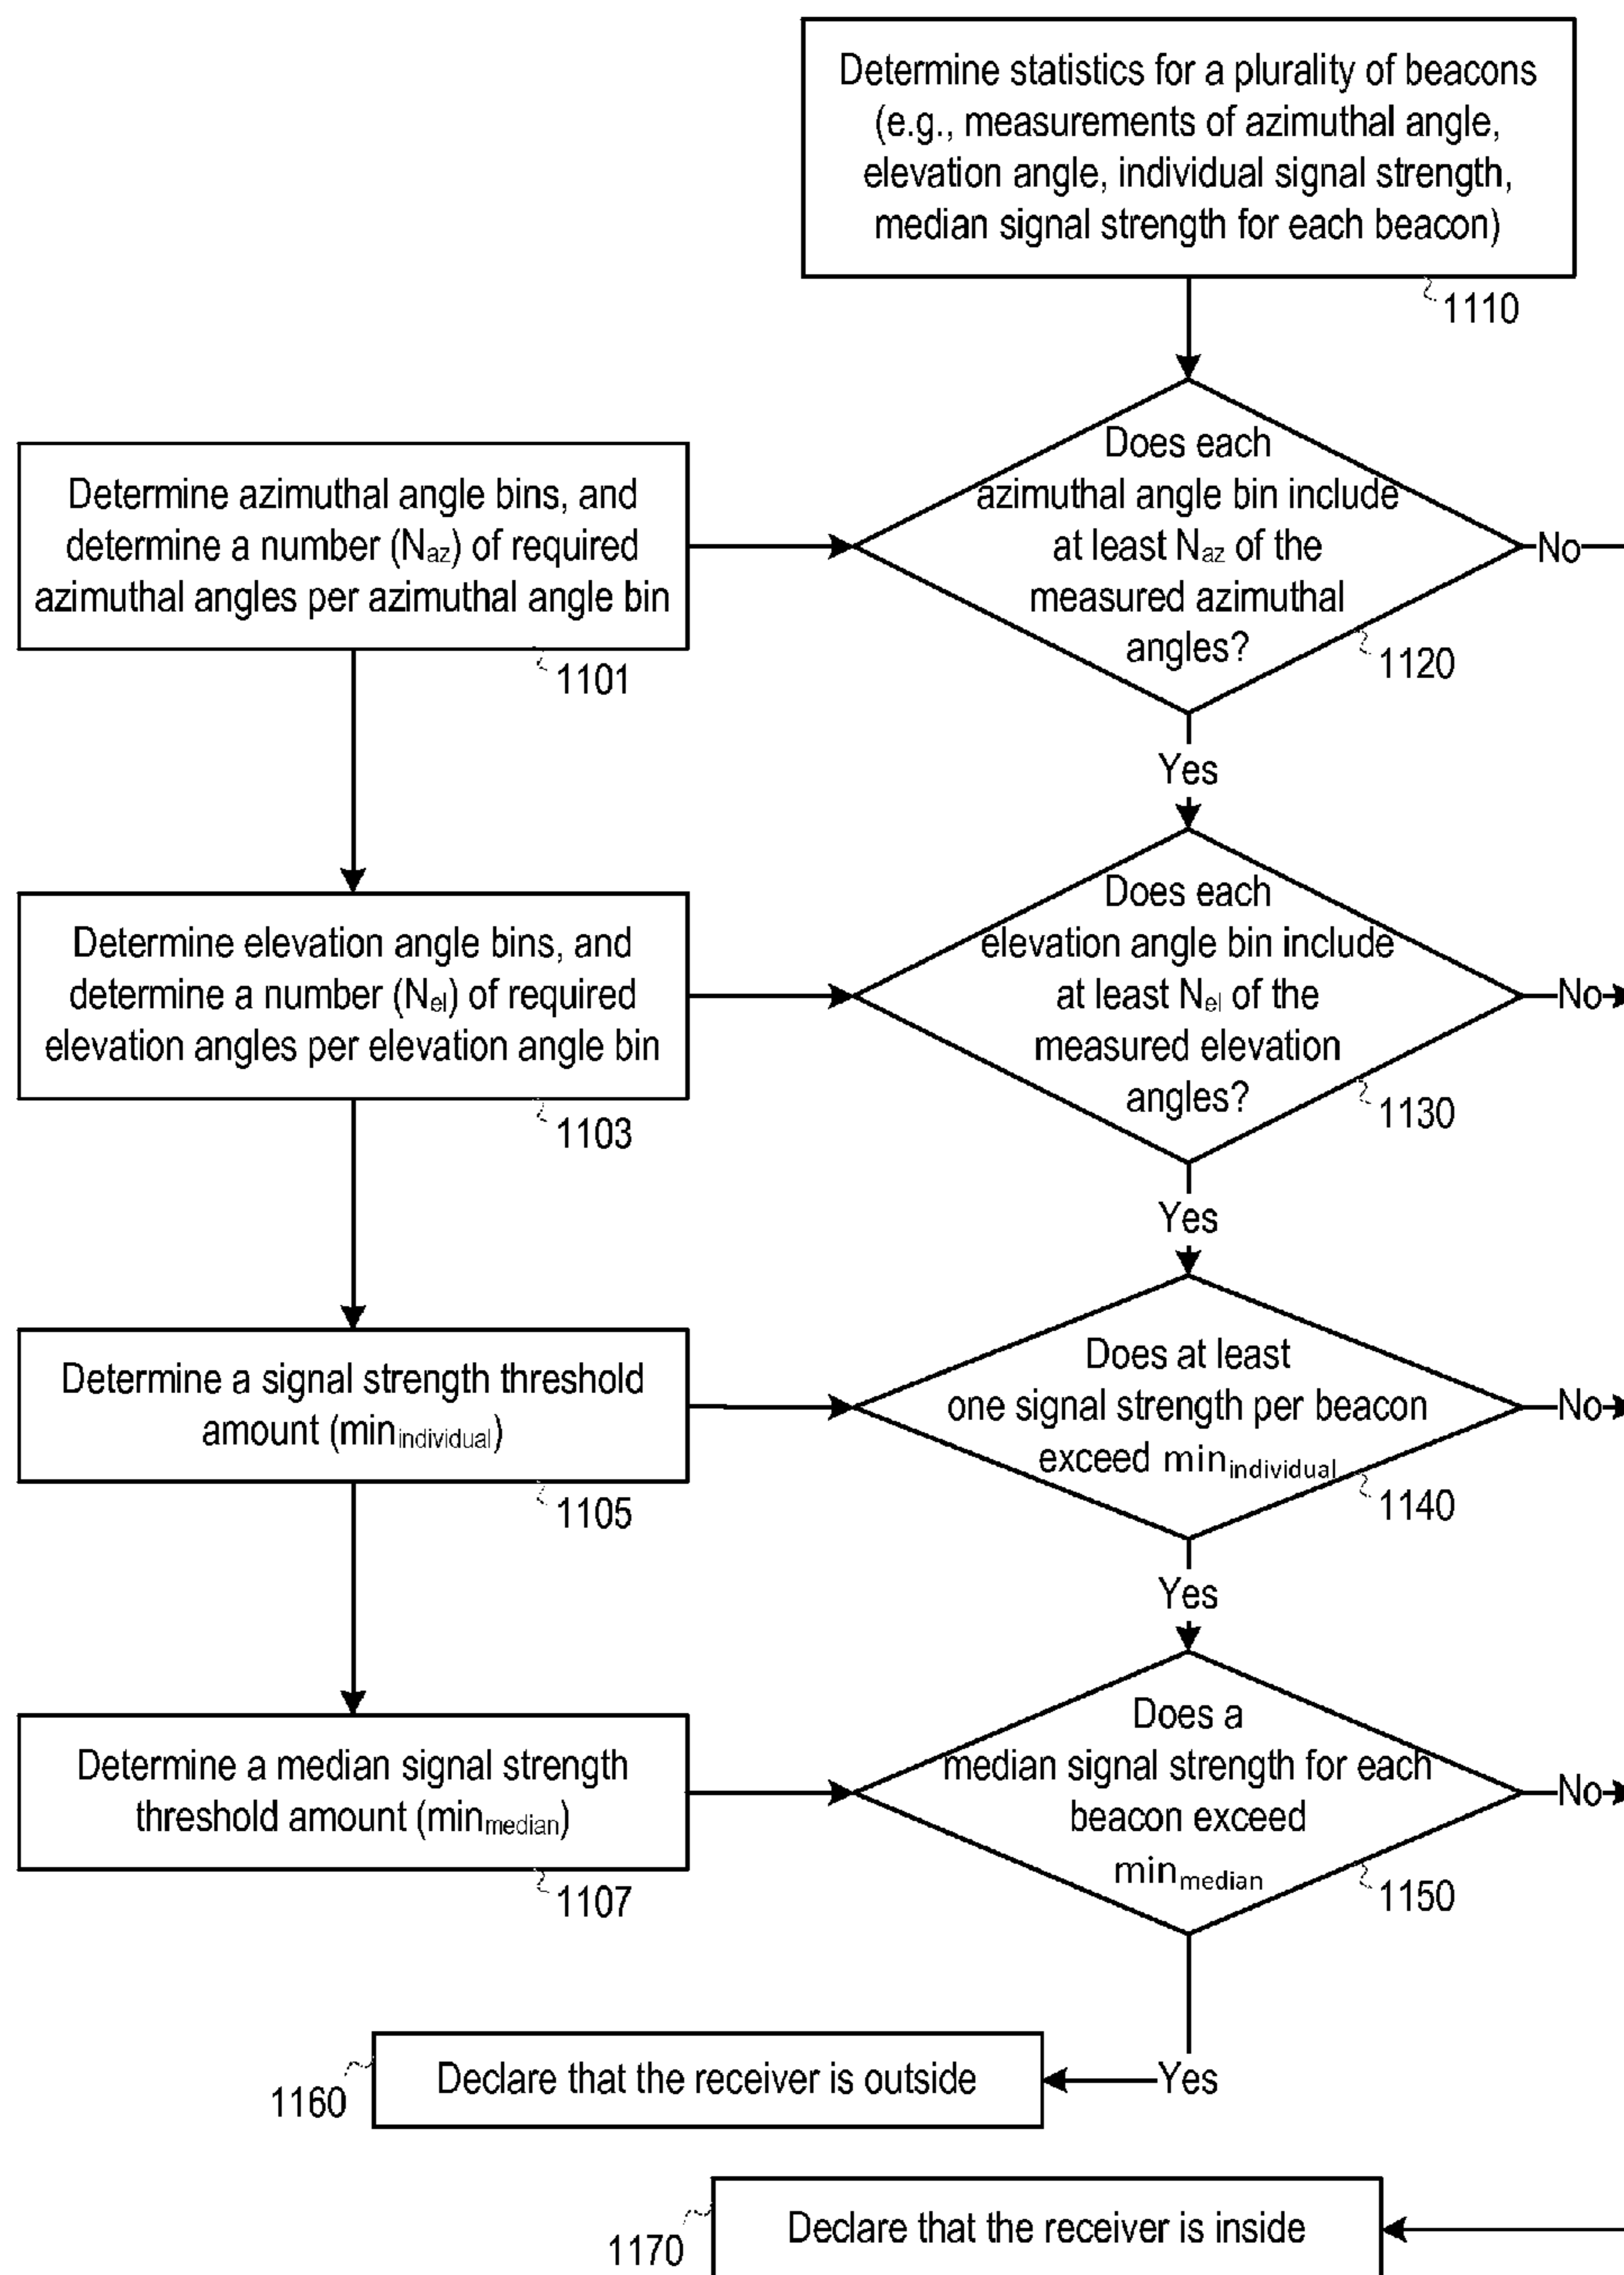 Determine statistics for a plurality of beacons
(e.g., measurements of azimuthal angle,
elevation angle, individual signal strength,
median signal strength for each beacon)
1110
Determine azimuthal angle bins, and
determine a number (Naz) of required
azimuthal angles per azimuthal angle bin
1101
Does each
azimuthal angle bin include
at least Naz of the
measured azimuthal
angles?
1120
No
Yes
Determine elevation angle bins, and
determine a number (Nel) of required
elevation angles per elevation angle bin
1103
Does each
elevation angle bin include
at least Nel of the
measured elevation
angles?
1130
No
Yes
Determine a signal strength threshold
amount (minindividual)
1105
Does at least
one signal strength per beacon
exceed minindividual
1140
No
Yes
Determine a median signal strength
threshold amount (minmedian)
1107
Does a
median signal strength for each
beacon exceed
minmedian
1150
No
Yes
Declare that the receiver is outside
1160
Declare that the receiver is inside
1170